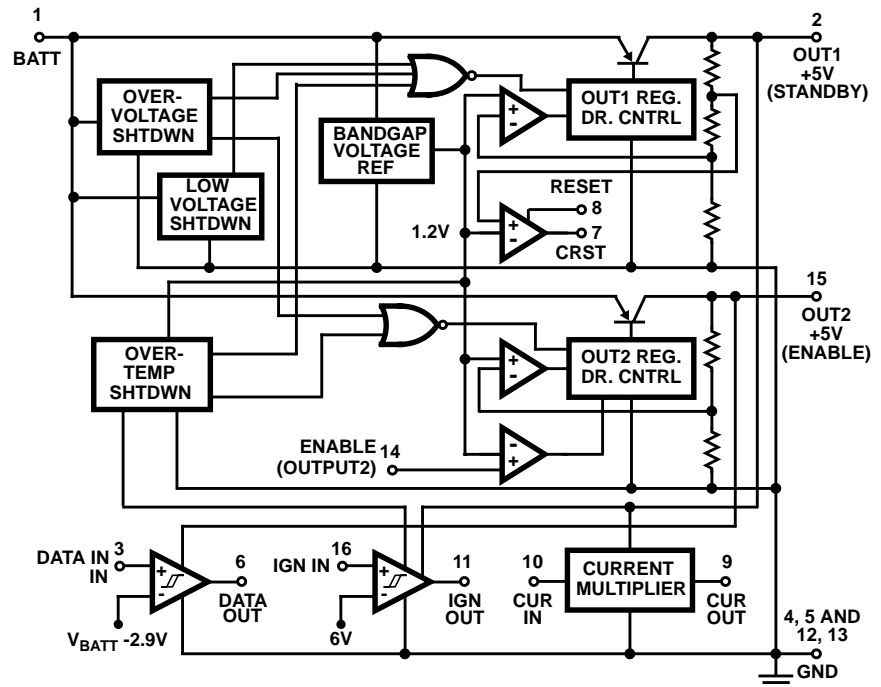 1
BATT
2
OUT1
+5V
(STANDBY)
OVER-
VOLTAGE
SHTDWN
LOW
VOLTAGE
SHTDWN
BANDGAP
VOLTAGE
REF
+
-
OUT1 REG.
DR. CNTRL
RESET
8
1.2V
+
-
7
CRST
15
OUT2
+5V
(ENABLE)
OVER-
TEMP
SHTDWN
+
-
OUT2 REG.
DR. CNTRL
ENABLE 14
(OUTPUT2)
-
+
DATA IN 3
IN
+
-
6
DATA
OUT
VBATT -2.9V
16
IGN IN
+
-
11
IGN
OUT
6V
10
CUR
IN
CURRENT
MULTIPLIER
9
CUR
OUT
4, 5 AND
12, 13
GND